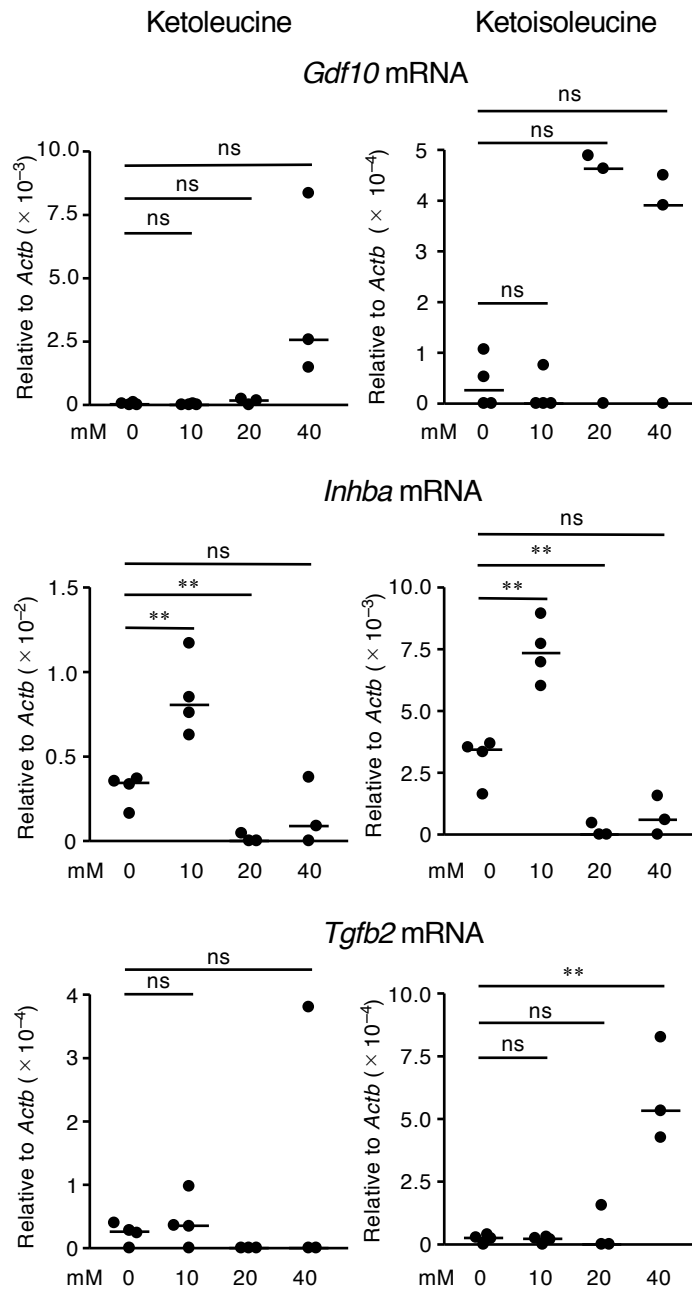 Ketoleucine
Ketoisoleucine
Gdf10 mRNA
Relative to Actb (× 10–3)
10.0
7.5
5.0
2.5
0
ns
ns
ns
mM 0 10 20 40
Relative to Actb (× 10–4)
5
4
2
1
0
ns
ns
ns
mM 0 10 20 40
Inhba mRNA
Relative to Actb (× 10–2)
1.5
1.0
0.5
0
ns
**
**
mM 0 10 20 40
Relative to Actb (× 10–3)
10.0
7.5
5.0
2.5
0
ns
**
**
mM 0 10 20 40
Tgfb2 mRNA
Relative to Actb (× 10–4)
4
3
2
1
0
ns
ns
mM 0 10 20 40
Relative to Actb (× 10–4)
10.0
7.5
5.0
2.5
0
**
ns
ns
mM 0 10 20 40